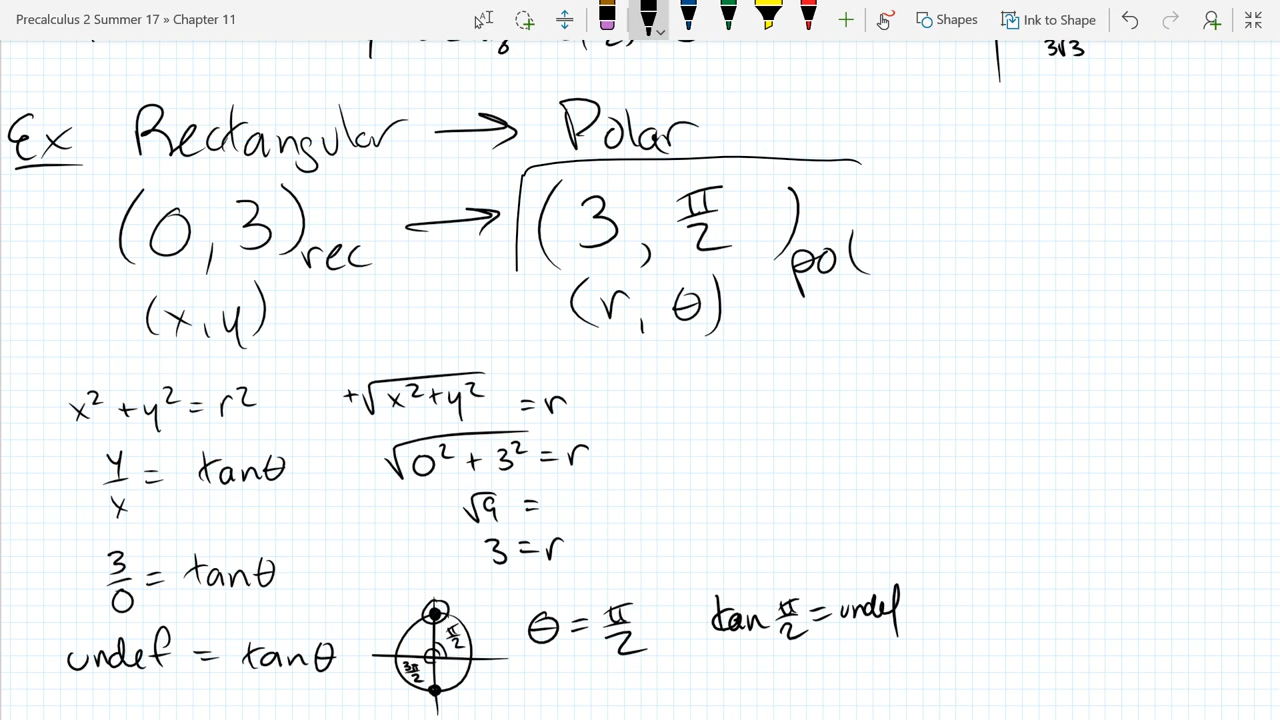 Precalculus 2 Summer 17 » Chapter 11
Shapes
Ink to Shape
3√3
Ex Rectangular → Polar
(0, 3)rec → (3, π/2)pol
(x, y) (r, θ)
x² + y² = r² +√x²+y² = r
y/x = tanθ √0² + 3² = r
√9 =
3 = r
3/0 = tanθ
π/2
3π/2
θ = π/2 tan π/2 = undef
undef = tanθ